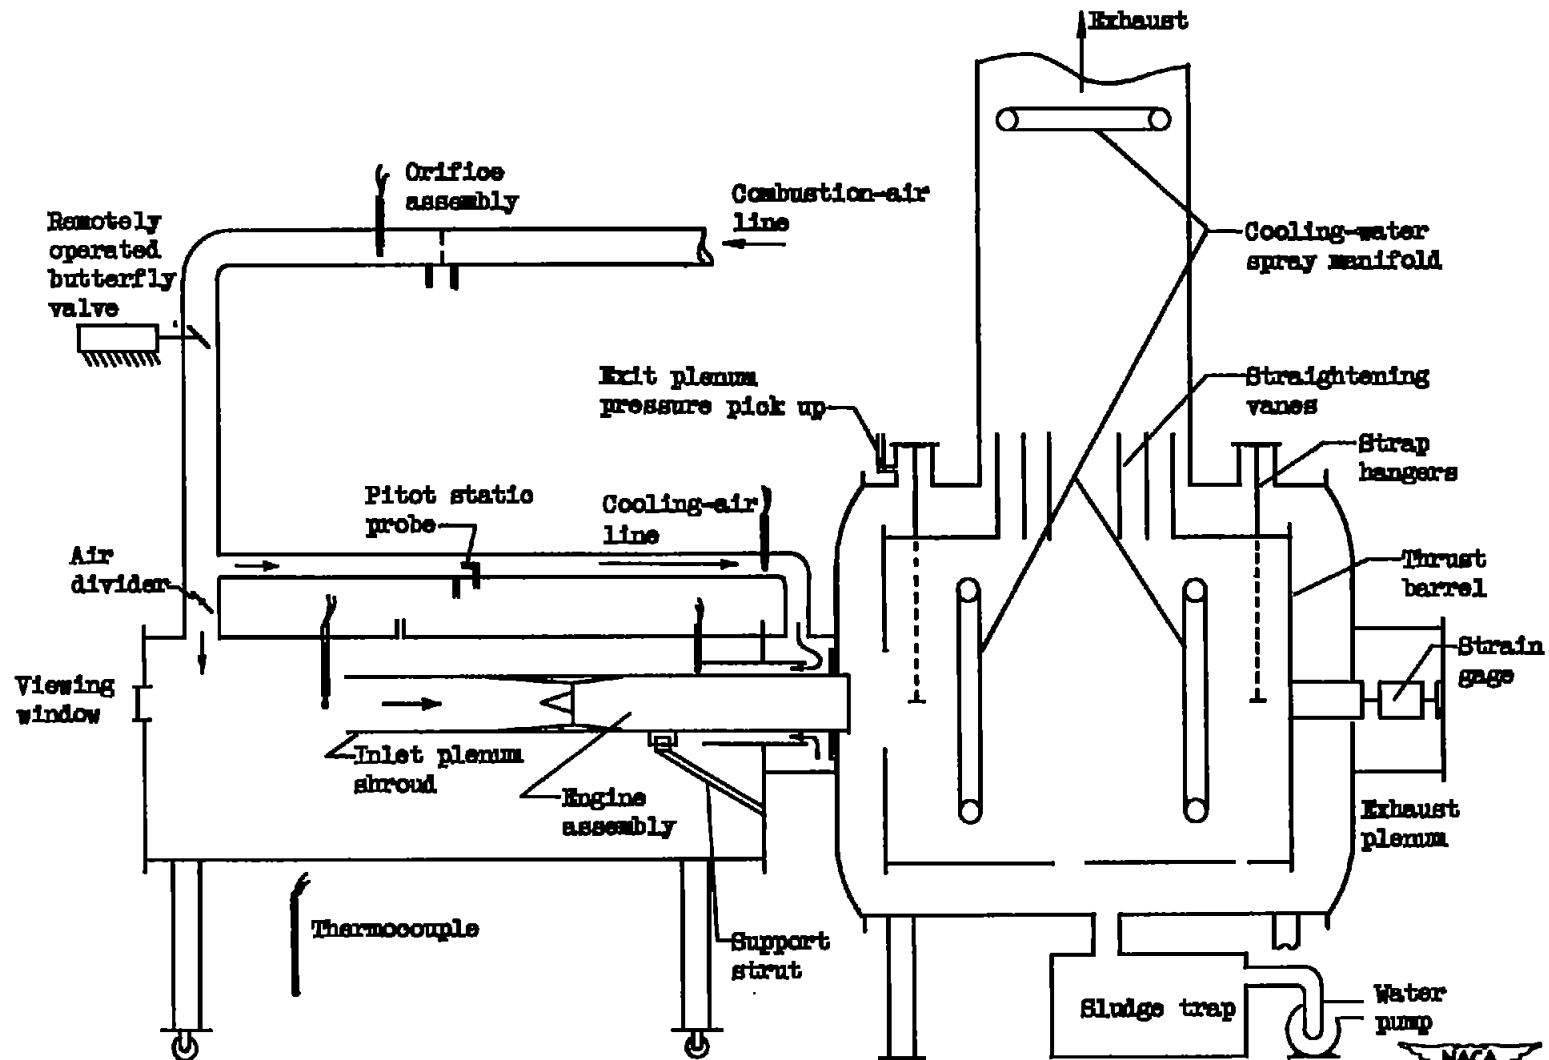 Exhaust
Orifice
assembly
Combustion-air
line
Remotely
operated
butterfly
valve
Cooling-water
spray manifold
Exit plenum
pressure pick up
Straightening
vanes
Strap
hangers
Pitot static
probe
Cooling-air
line
Air
divider
Thrust
barrel
Strain
gage
Viewing
window
Inlet plenum
shroud
Engine
assembly
Exhaust
plenum
Thermocouple
Support
strut
Sludge trap
Water
pump
NACA